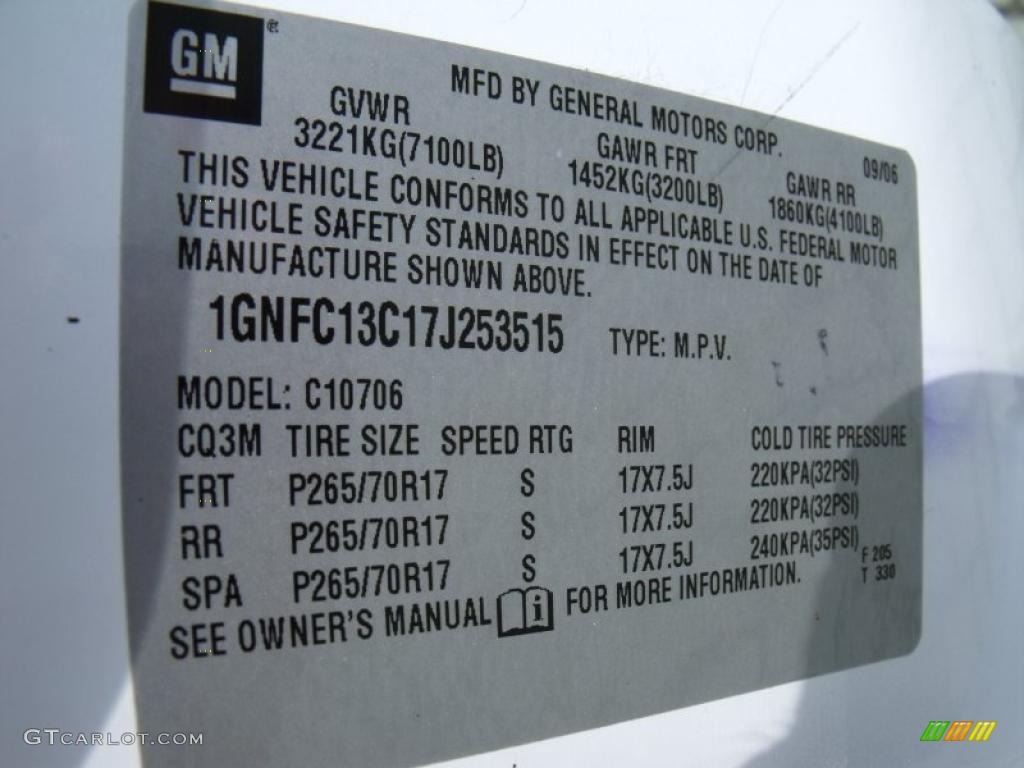 GM ®
MFD BY GENERAL MOTORS CORP. 09/06
GVWR GAWR FRT GAWR RR
3221KG(7100LB) 1452KG(3200LB) 1860KG(4100LB)
THIS VEHICLE CONFORMS TO ALL APPLICABLE U.S. FEDERAL MOTOR
VEHICLE SAFETY STANDARDS IN EFFECT ON THE DATE OF
MANUFACTURE SHOWN ABOVE.
1GNFC13C17J253515 TYPE: M.P.V.
MODEL: C10706
CQ3M TIRE SIZE SPEED RTG RIM COLD TIRE PRESSURE
FRT P265/70R17 S 17X7.5J 220KPA(32PSI)
RR P265/70R17 S 17X7.5J 220KPA(32PSI)
SPA P265/70R17 S 17X7.5J 240KPA(35PSI)
F 205
T 330
SEE OWNER'S MANUAL i FOR MORE INFORMATION.
GTCARLOT.COM